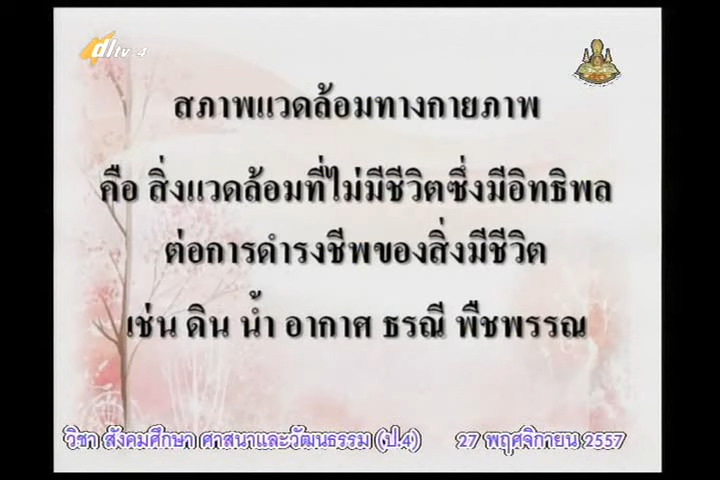 dltv 4
สภาพแวดล้อมทางกายภาพ
คือ สิ่งแวดล้อมที่ไม่มีชีวิตซึ่งมีอิทธิพล
ต่อการดำรงชีพของสิ่งมีชีวิต
เช่น ดิน น้ำ อากาศ ธรณี พืชพรรณ
วิชา สังคมศึกษา ศาสนาและวัฒนธรรม (ป.4) 27 พฤศจิกายน 2557